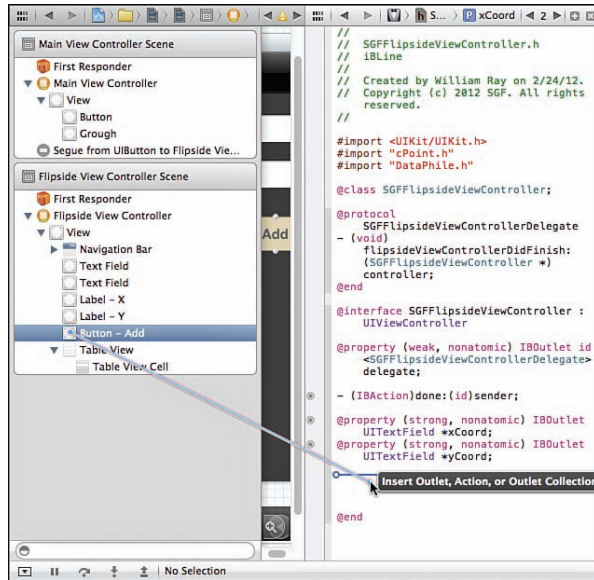 S... xCoord 2
Main View Controller Scene
First Responder
Main View Controller
View
Button
Grough
Segue from UIButton to Flipside Vie...
Flipside View Controller Scene
First Responder
Flipside View Controller
View
Navigation Bar
Text Field
Text Field
Label – X
Label – Y
Button – Add
Table View
Table View Cell
Add
//
// SGFFlipsideViewController.h
// iBLine
//
// Created by William Ray on 2/24/12.
// Copyright (c) 2012 SGF. All rights
reserved.
//
#import <UIKit/UIKit.h>
#import "cPoint.h"
#import "DataPhile.h"
@class SGFFlipsideViewController;
@protocol
SGFFlipsideViewControllerDelegate
- (void)
flipsideViewControllerDidFinish:
(SGFFlipsideViewController *)
controller;
@end
@interface SGFFlipsideViewController :
UIViewController
@property (weak, nonatomic) IBOutlet id
<SGFFlipsideViewControllerDelegate>
delegate;
- (IBAction)done:(id)sender;
@property (strong, nonatomic) IBOutlet
UITextField *xCoord;
@property (strong, nonatomic) IBOutlet
UITextField *yCoord;
Insert Outlet, Action, or Outlet Collection
@end
No Selection